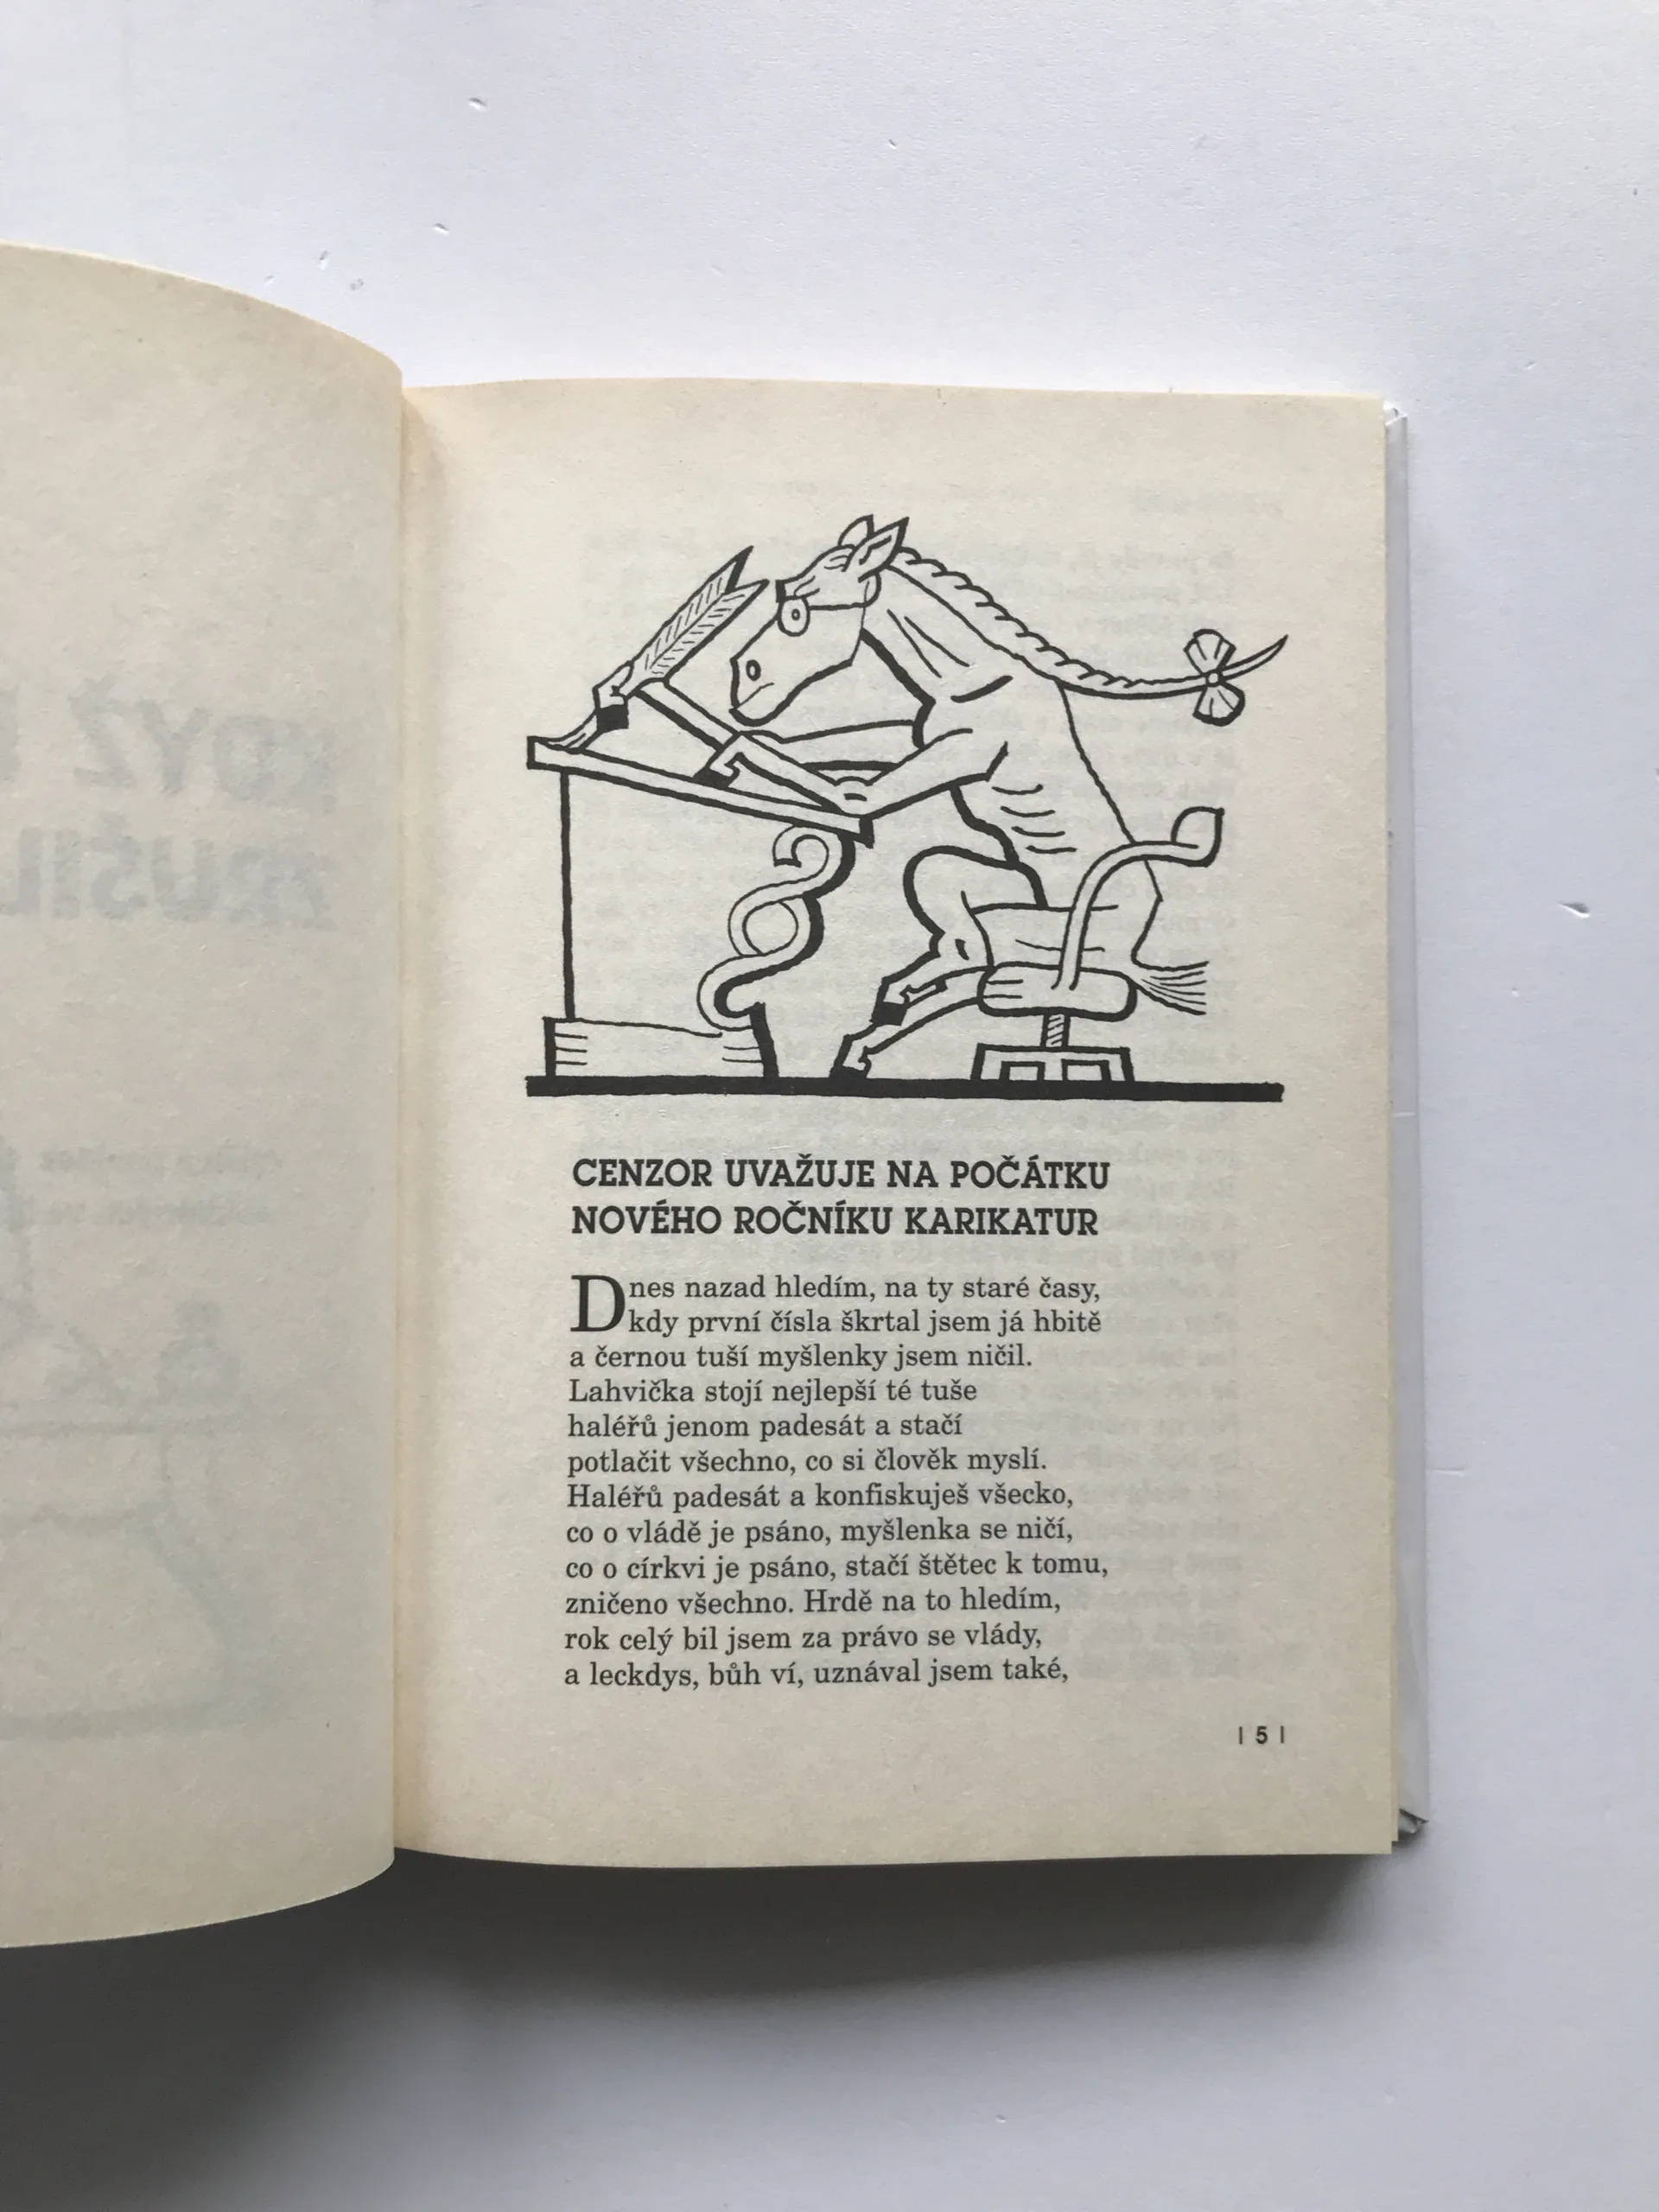 CENZOR UVAŽUJE NA POČÁTKU
NOVÉHO ROČNÍKU KARIKATUR
Dnes nazad hledím, na ty staré časy,
kdy první čísla škrtal jsem já hbitě
a černou tuší myšlenky jsem ničil.
Lahvička stojí nejlepší té tuše
haléřů jenom padesát a stačí
potlačit všechno, co si člověk myslí.
Haléřů padesát a konfiskuješ všecko,
co o vládě je psáno, myšlenka se ničí,
co o církvi je psáno, stačí štětec k tomu,
zničeno všechno. Hrdě na to hledím,
rok celý bil jsem za právo se vlády,
a leckdys, bůh ví, uznával jsem také,
| 5 |